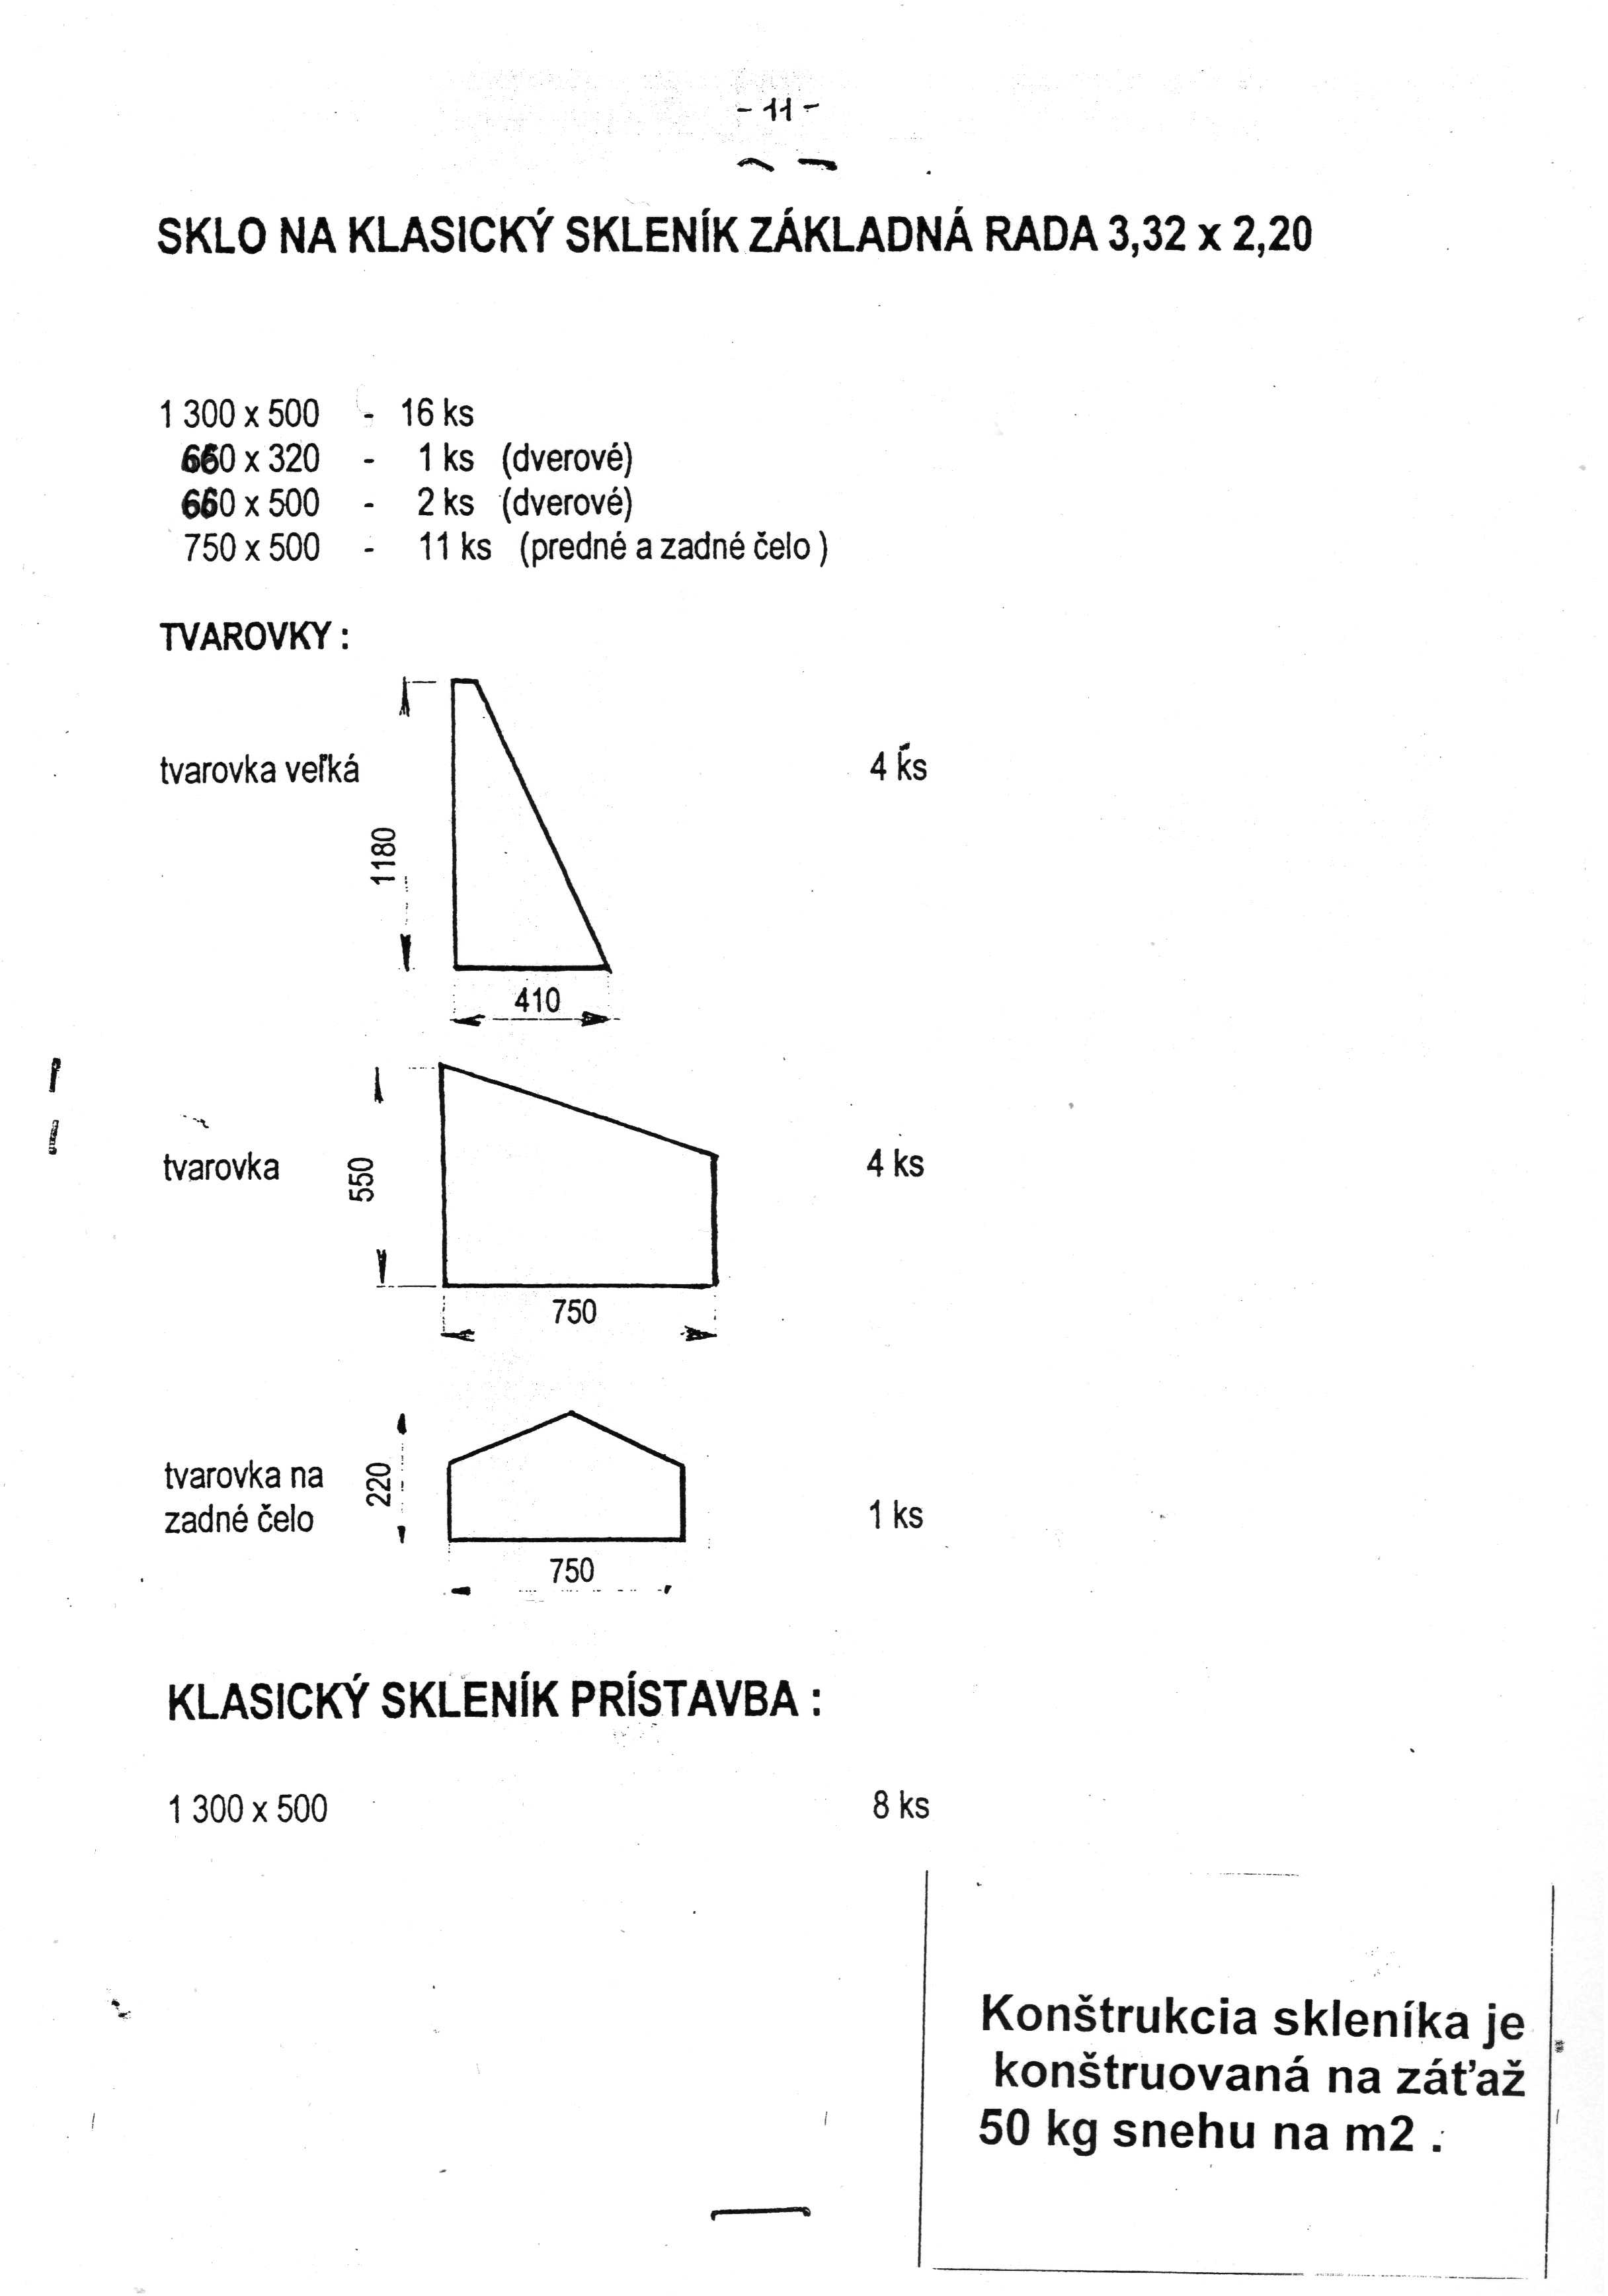 - 11 -
SKLO NA KLASICKÝ SKLENÍK ZÁKLADNÁ RADA 3,32 x 2,20
1 300 x 500 - 16 ks
660 x 320 - 1 ks (dverové)
660 x 500 - 2 ks (dverové)
750 x 500 - 11 ks (predné a zadné čelo )
TVAROVKY :
tvarovka veľká
4 ks
1180
410
tvarovka
550
4 ks
750
tvarovka na
zadné čelo
220
1 ks
750
KLASICKÝ SKLENÍK PRÍSTAVBA :
1 300 x 500 8 ks
Konštrukcia skleníka je
konštruovaná na záťaž
50 kg snehu na m2 .